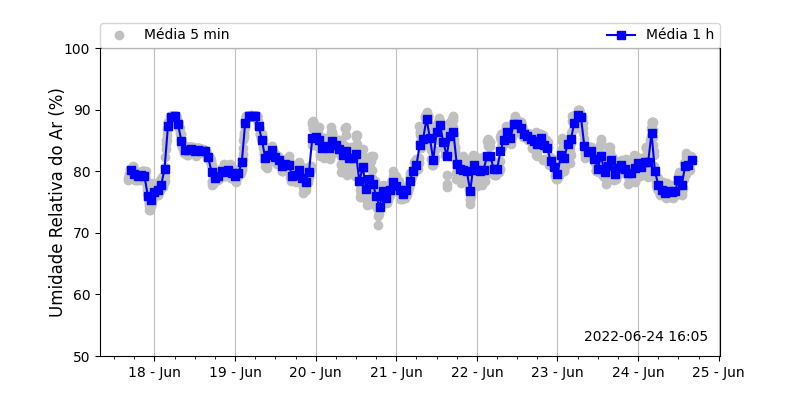 Média 5 min Média 1 h
Umidade Relativa do Ar (%)
100
90
80
70
60
50
2022-06-24 16:05
18 - Jun 19 - Jun 20 - Jun 21 - Jun 22 - Jun 23 - Jun 24 - Jun 25 - Jun